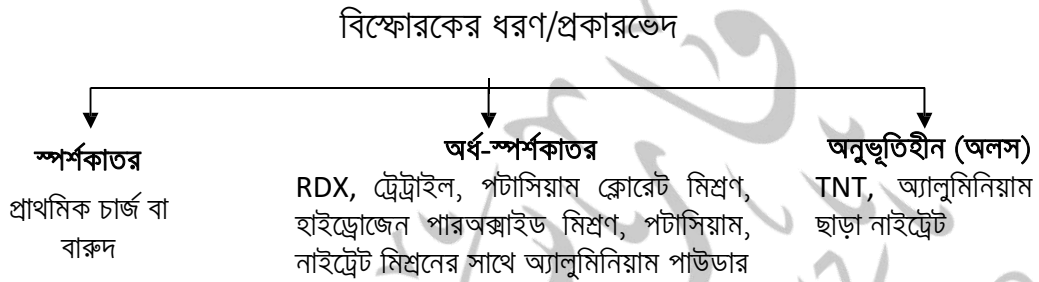 বিস্ফোরকের ধরণ/প্রকারভেদ
স্পর্শকাতর
প্রাথমিক চার্জ বা
বারুদ
অর্ধ-স্পর্শকাতর
RDX, ট্রেট্রাইল, পটাসিয়াম ক্লোরেট মিশ্রণ,
হাইড্রোজেন পারঅক্সাইড মিশ্রণ, পটাসিয়াম,
নাইট্রেট মিশ্রনের সাথে অ্যালুমিনিয়াম পাউডার
অনুভূতিহীন (অলস)
TNT, অ্যালুমিনিয়াম
ছাড়া নাইট্রেট